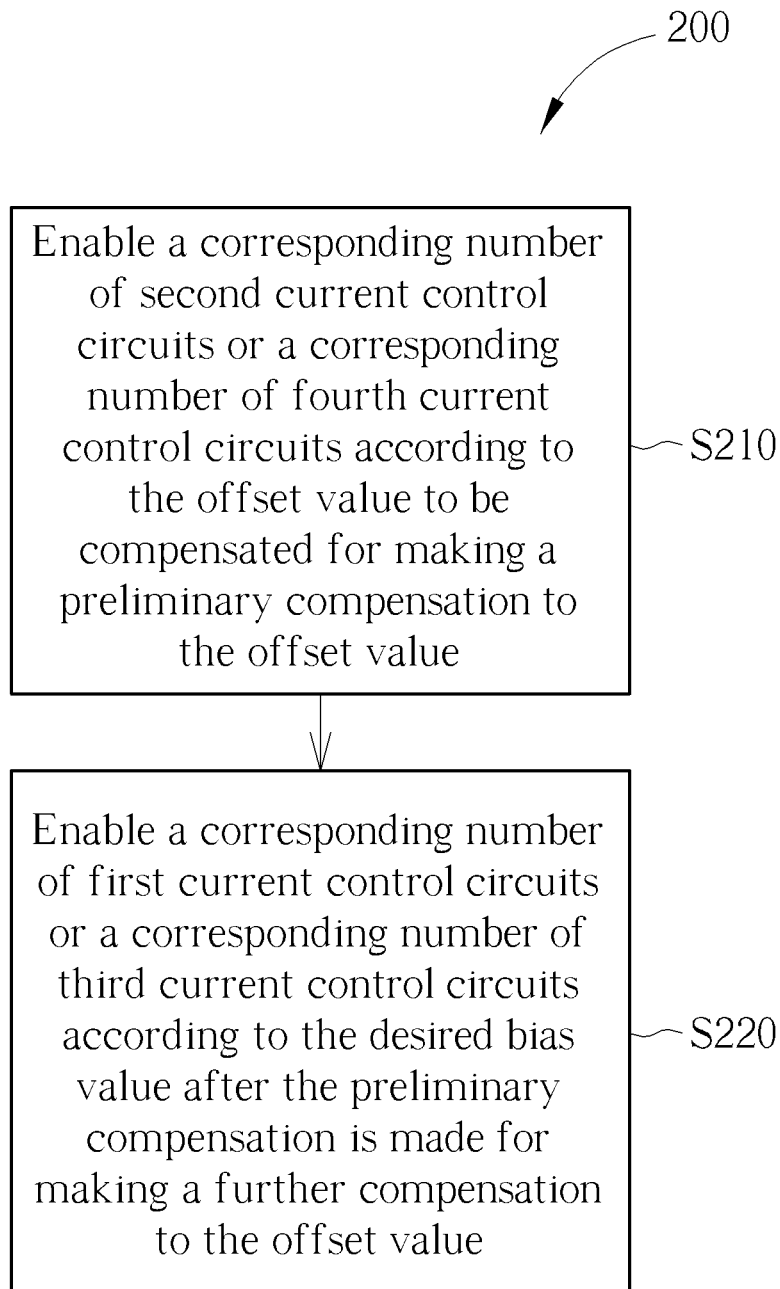 200
Enable a corresponding number
of second current control
circuits or a corresponding
number of fourth current
control circuits according to
the offset value to be
compensated for making a
preliminary compensation to
the offset value
S210
Enable a corresponding number
of first current control circuits
or a corresponding number of
third current control circuits
according to the desired bias
value after the preliminary
compensation is made for
making a further compensation
to the offset value
S220